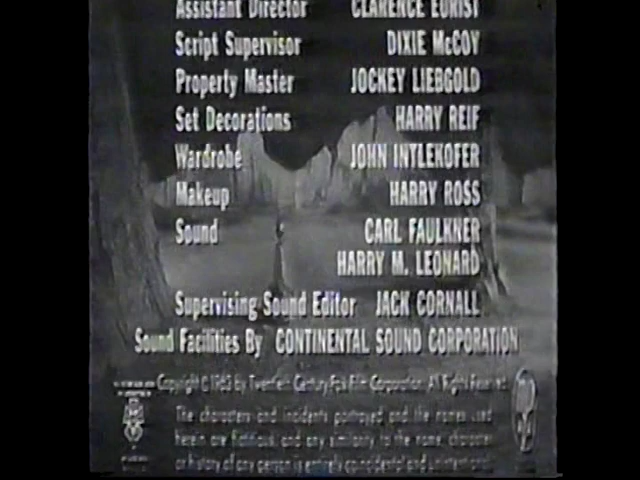 Assistant Director CLARENCE EURIST
Script Supervisor DIXIE McCOY
Property Master JOCKEY LIEBGOLD
Set Decorations HARRY REIF
Wardrobe JOHN INTLEKOFER
Makeup HARRY ROSS
Sound CARL FAULKNER
HARRY M. LEONARD
Supervising Sound Editor JACK CORNALL
Sound Facilities By CONTINENTAL SOUND CORPORATION
Copyright © by Twentieth Century-Fox Film Corporation. All Rights Reserved.
The characters and incidents portrayed and the names used
herein are fictitious, and any similarity to the name, character
or history of any person is entirely coincidental and unintentional